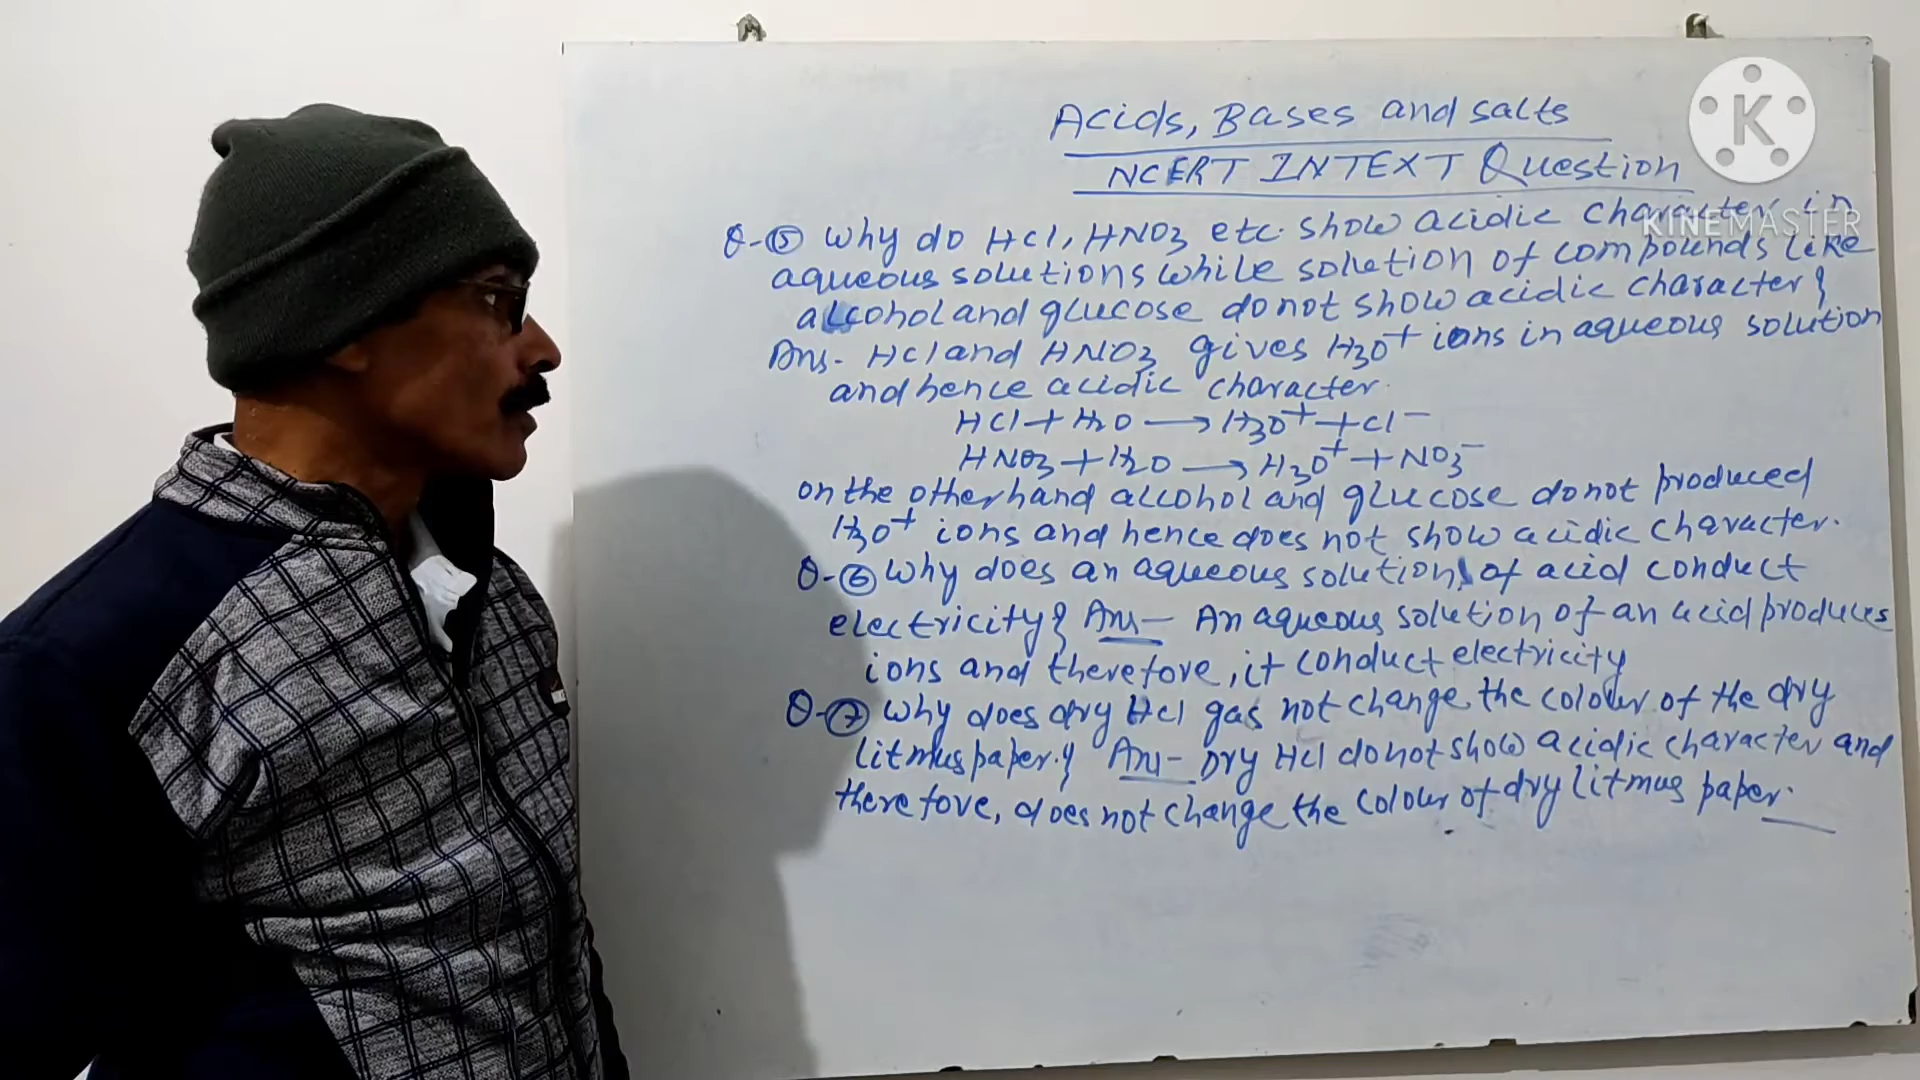 Acids, Bases and salts
NCERT INTEXT Question
Q-⑤ Why do HCl, HNO3 etc. show acidic character in
aqueous solutions while solution of compounds like
alcohol and glucose do not show acidic character?
Ans- HCl and HNO3 gives H3O+ ions in aqueous solution
and hence acidic character.
HCl + H2O → H3O+ + Cl−
HNO3 + H2O → H3O+ + NO3−
on the other hand alcohol and glucose do not produced
H3O+ ions and hence does not show acidic character.
Q-⑥ Why does an aqueous solution of acid conduct
electricity? Ans- An aqueous solution of an acid produces
ions and therefore, it conduct electricity
Q-⑦ Why does dry HCl gas not change the colour of the dry
litmus paper.? Ans- Dry HCl do not show acidic character and
therefore, does not change the colour of dry litmus paper.
K
KINEMASTER